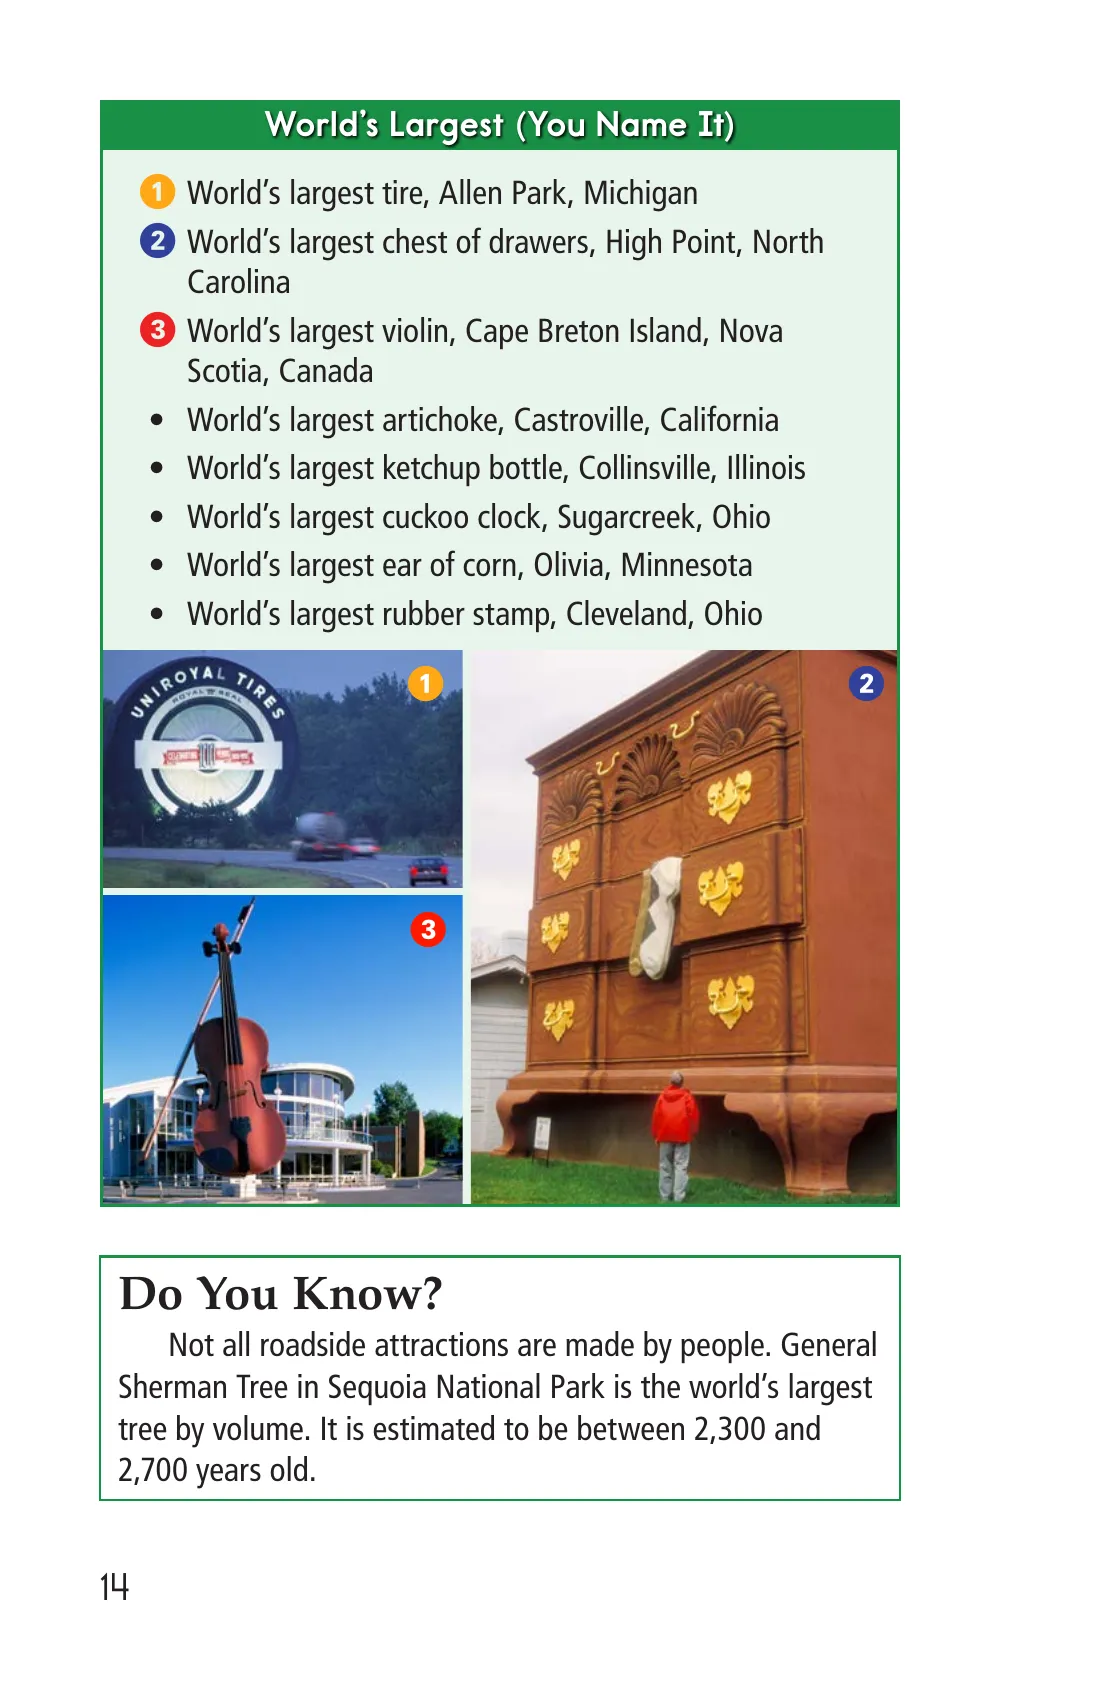 World's Largest (You Name It)
1 World's largest tire, Allen Park, Michigan
2 World's largest chest of drawers, High Point, North
Carolina
3 World's largest violin, Cape Breton Island, Nova
Scotia, Canada
• World's largest artichoke, Castroville, California
• World's largest ketchup bottle, Collinsville, Illinois
• World's largest cuckoo clock, Sugarcreek, Ohio
• World's largest ear of corn, Olivia, Minnesota
• World's largest rubber stamp, Cleveland, Ohio
UNIROYAL TIRES
ROYAL SEAL
1
2
3
Do You Know?
Not all roadside attractions are made by people. General
Sherman Tree in Sequoia National Park is the world's largest
tree by volume. It is estimated to be between 2,300 and
2,700 years old.
14